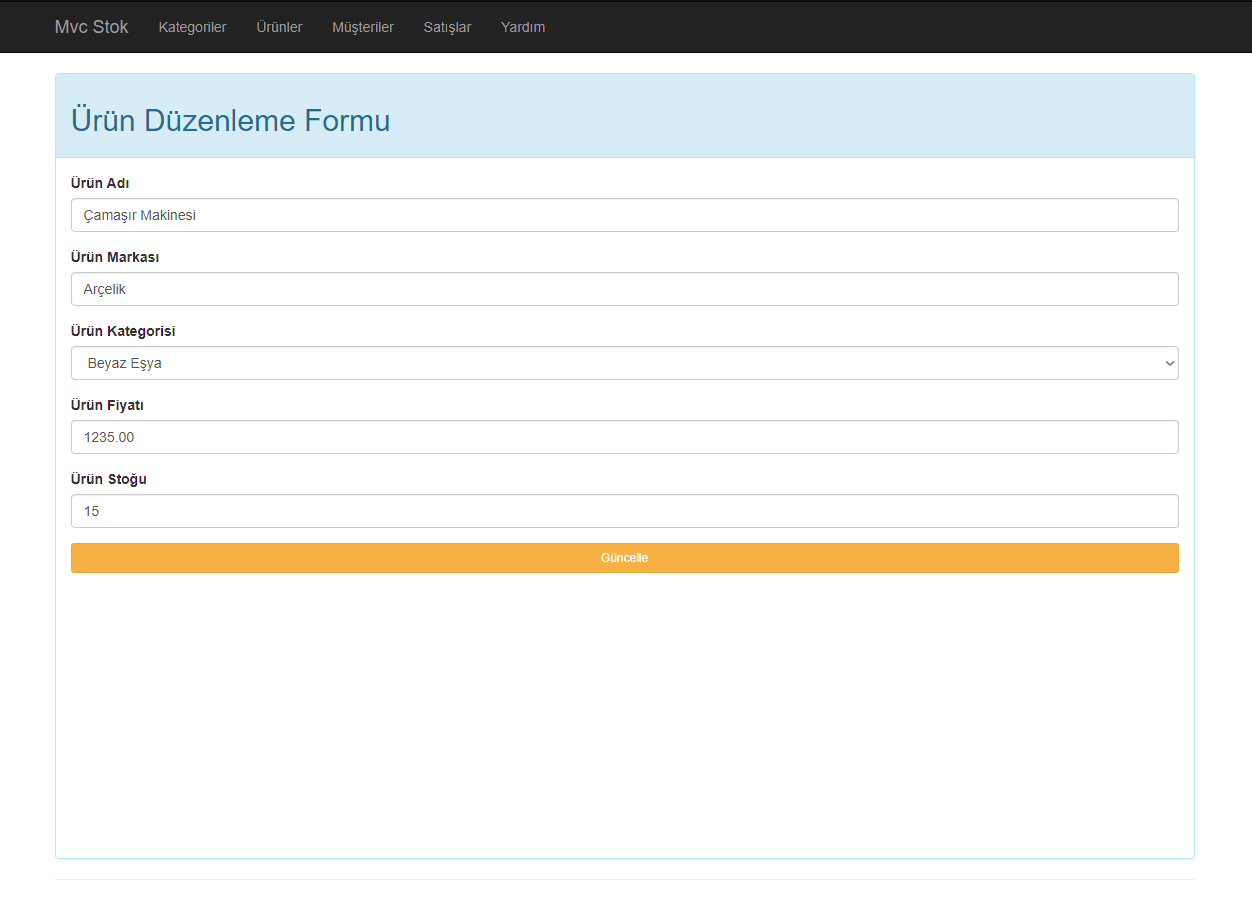 Mvc Stok Kategoriler Ürünler Müşteriler Satışlar Yardım
Ürün Düzenleme Formu
Ürün Adı
Çamaşır Makinesi
Ürün Markası
Arçelik
Ürün Kategorisi
Beyaz Eşya
Ürün Fiyatı
1235.00
Ürün Stoğu
15
Güncelle